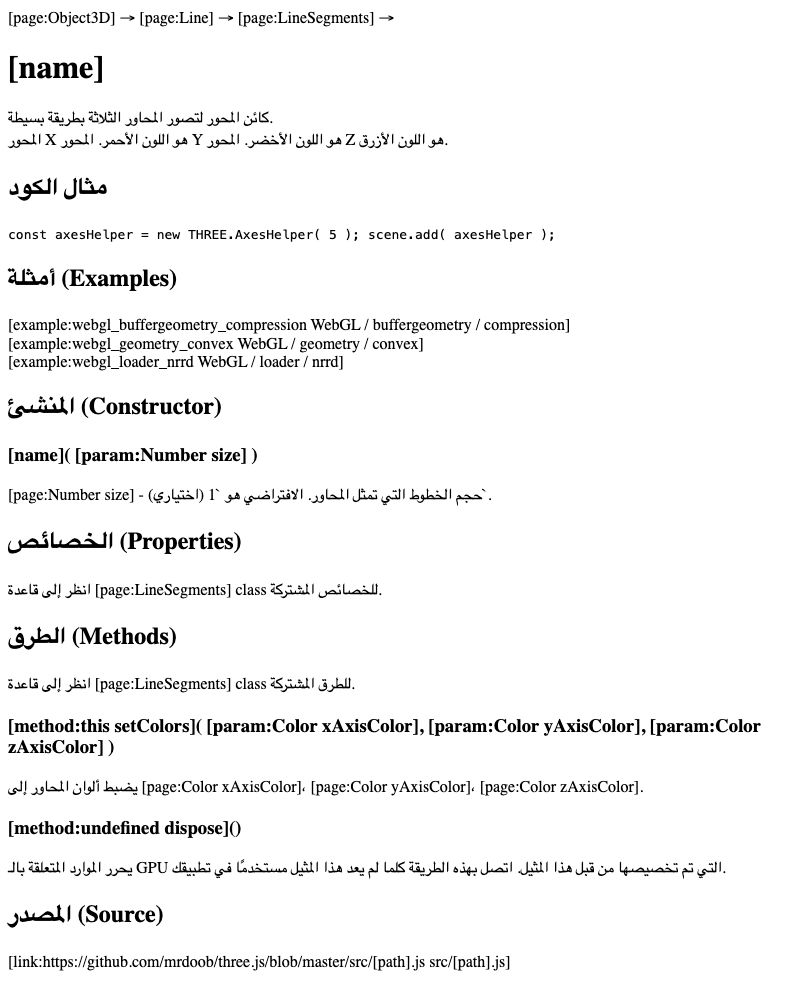 [page:Object3D] → [page:Line] → [page:LineSegments] →
[name]
كائن المحور لتصور المحاور الثلاثة بطريقة بسيطة.
المحور X هو اللون الأحمر. المحور Y هو اللون الأخضر. المحور Z هو اللون الأزرق.
مثال الكود
const axesHelper = new THREE.AxesHelper( 5 ); scene.add( axesHelper );
أمثلة (Examples)
[example:webgl_buffergeometry_compression WebGL / buffergeometry / compression]
[example:webgl_geometry_convex WebGL / geometry / convex]
[example:webgl_loader_nrrd WebGL / loader / nrrd]
المنشئ (Constructor)
[name]( [param:Number size] )
[page:Number size] - (اختياري) حجم الخطوط التي تمثل المحاور. الافتراضي هو `1`.
الخصائص (Properties)
انظر إلى قاعدة [page:LineSegments] class للخصائص المشتركة.
الطرق (Methods)
انظر إلى قاعدة [page:LineSegments] class للطرق المشتركة.
[method:this setColors]( [param:Color xAxisColor], [param:Color yAxisColor], [param:Color
zAxisColor] )
يضبط ألوان المحاور إلى [page:Color xAxisColor]، [page:Color yAxisColor]، [page:Color zAxisColor].
[method:undefined dispose]()
يحرر الموارد المتعلقة بالـ GPU التي تم تخصيصها من قبل هذا المثيل. اتصل بهذه الطريقة كلما لم يعد هذا المثيل مستخدمًا في تطبيقك.
المصدر (Source)
[link:https://github.com/mrdoob/three.js/blob/master/src/[path].js src/[path].js]